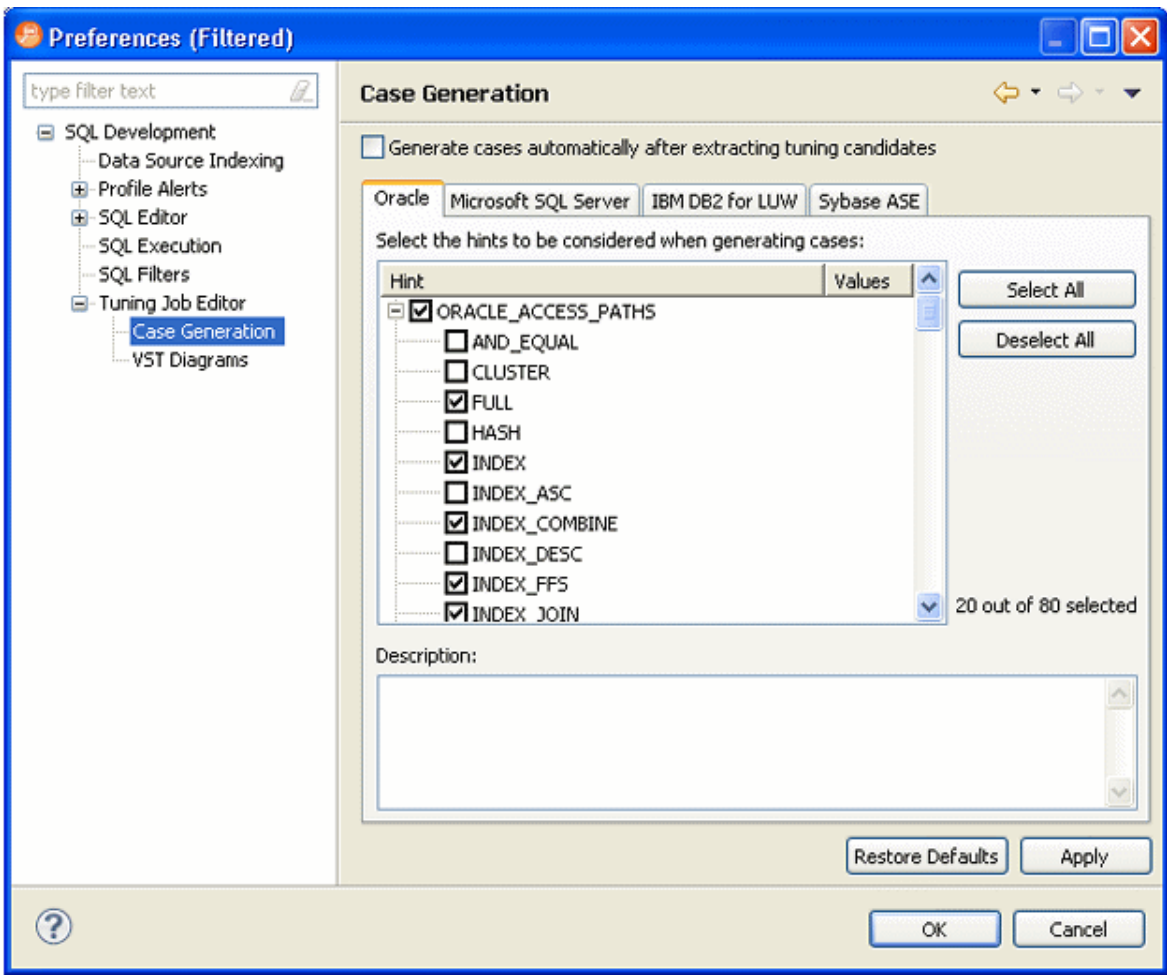 Preferences (Filtered)
type filter text
SQL Development
Data Source Indexing
Profile Alerts
SQL Editor
SQL Execution
SQL Filters
Tuning Job Editor
Case Generation
VST Diagrams
Case Generation
Generate cases automatically after extracting tuning candidates
Oracle Microsoft SQL Server IBM DB2 for LUW Sybase ASE
Select the hints to be considered when generating cases:
Hint Values
ORACLE_ACCESS_PATHS
AND_EQUAL
CLUSTER
FULL
HASH
INDEX
INDEX_ASC
INDEX_COMBINE
INDEX_DESC
INDEX_FFS
INDEX_JOIN
Select All
Deselect All
20 out of 80 selected
Description:
Restore Defaults Apply
? OK Cancel